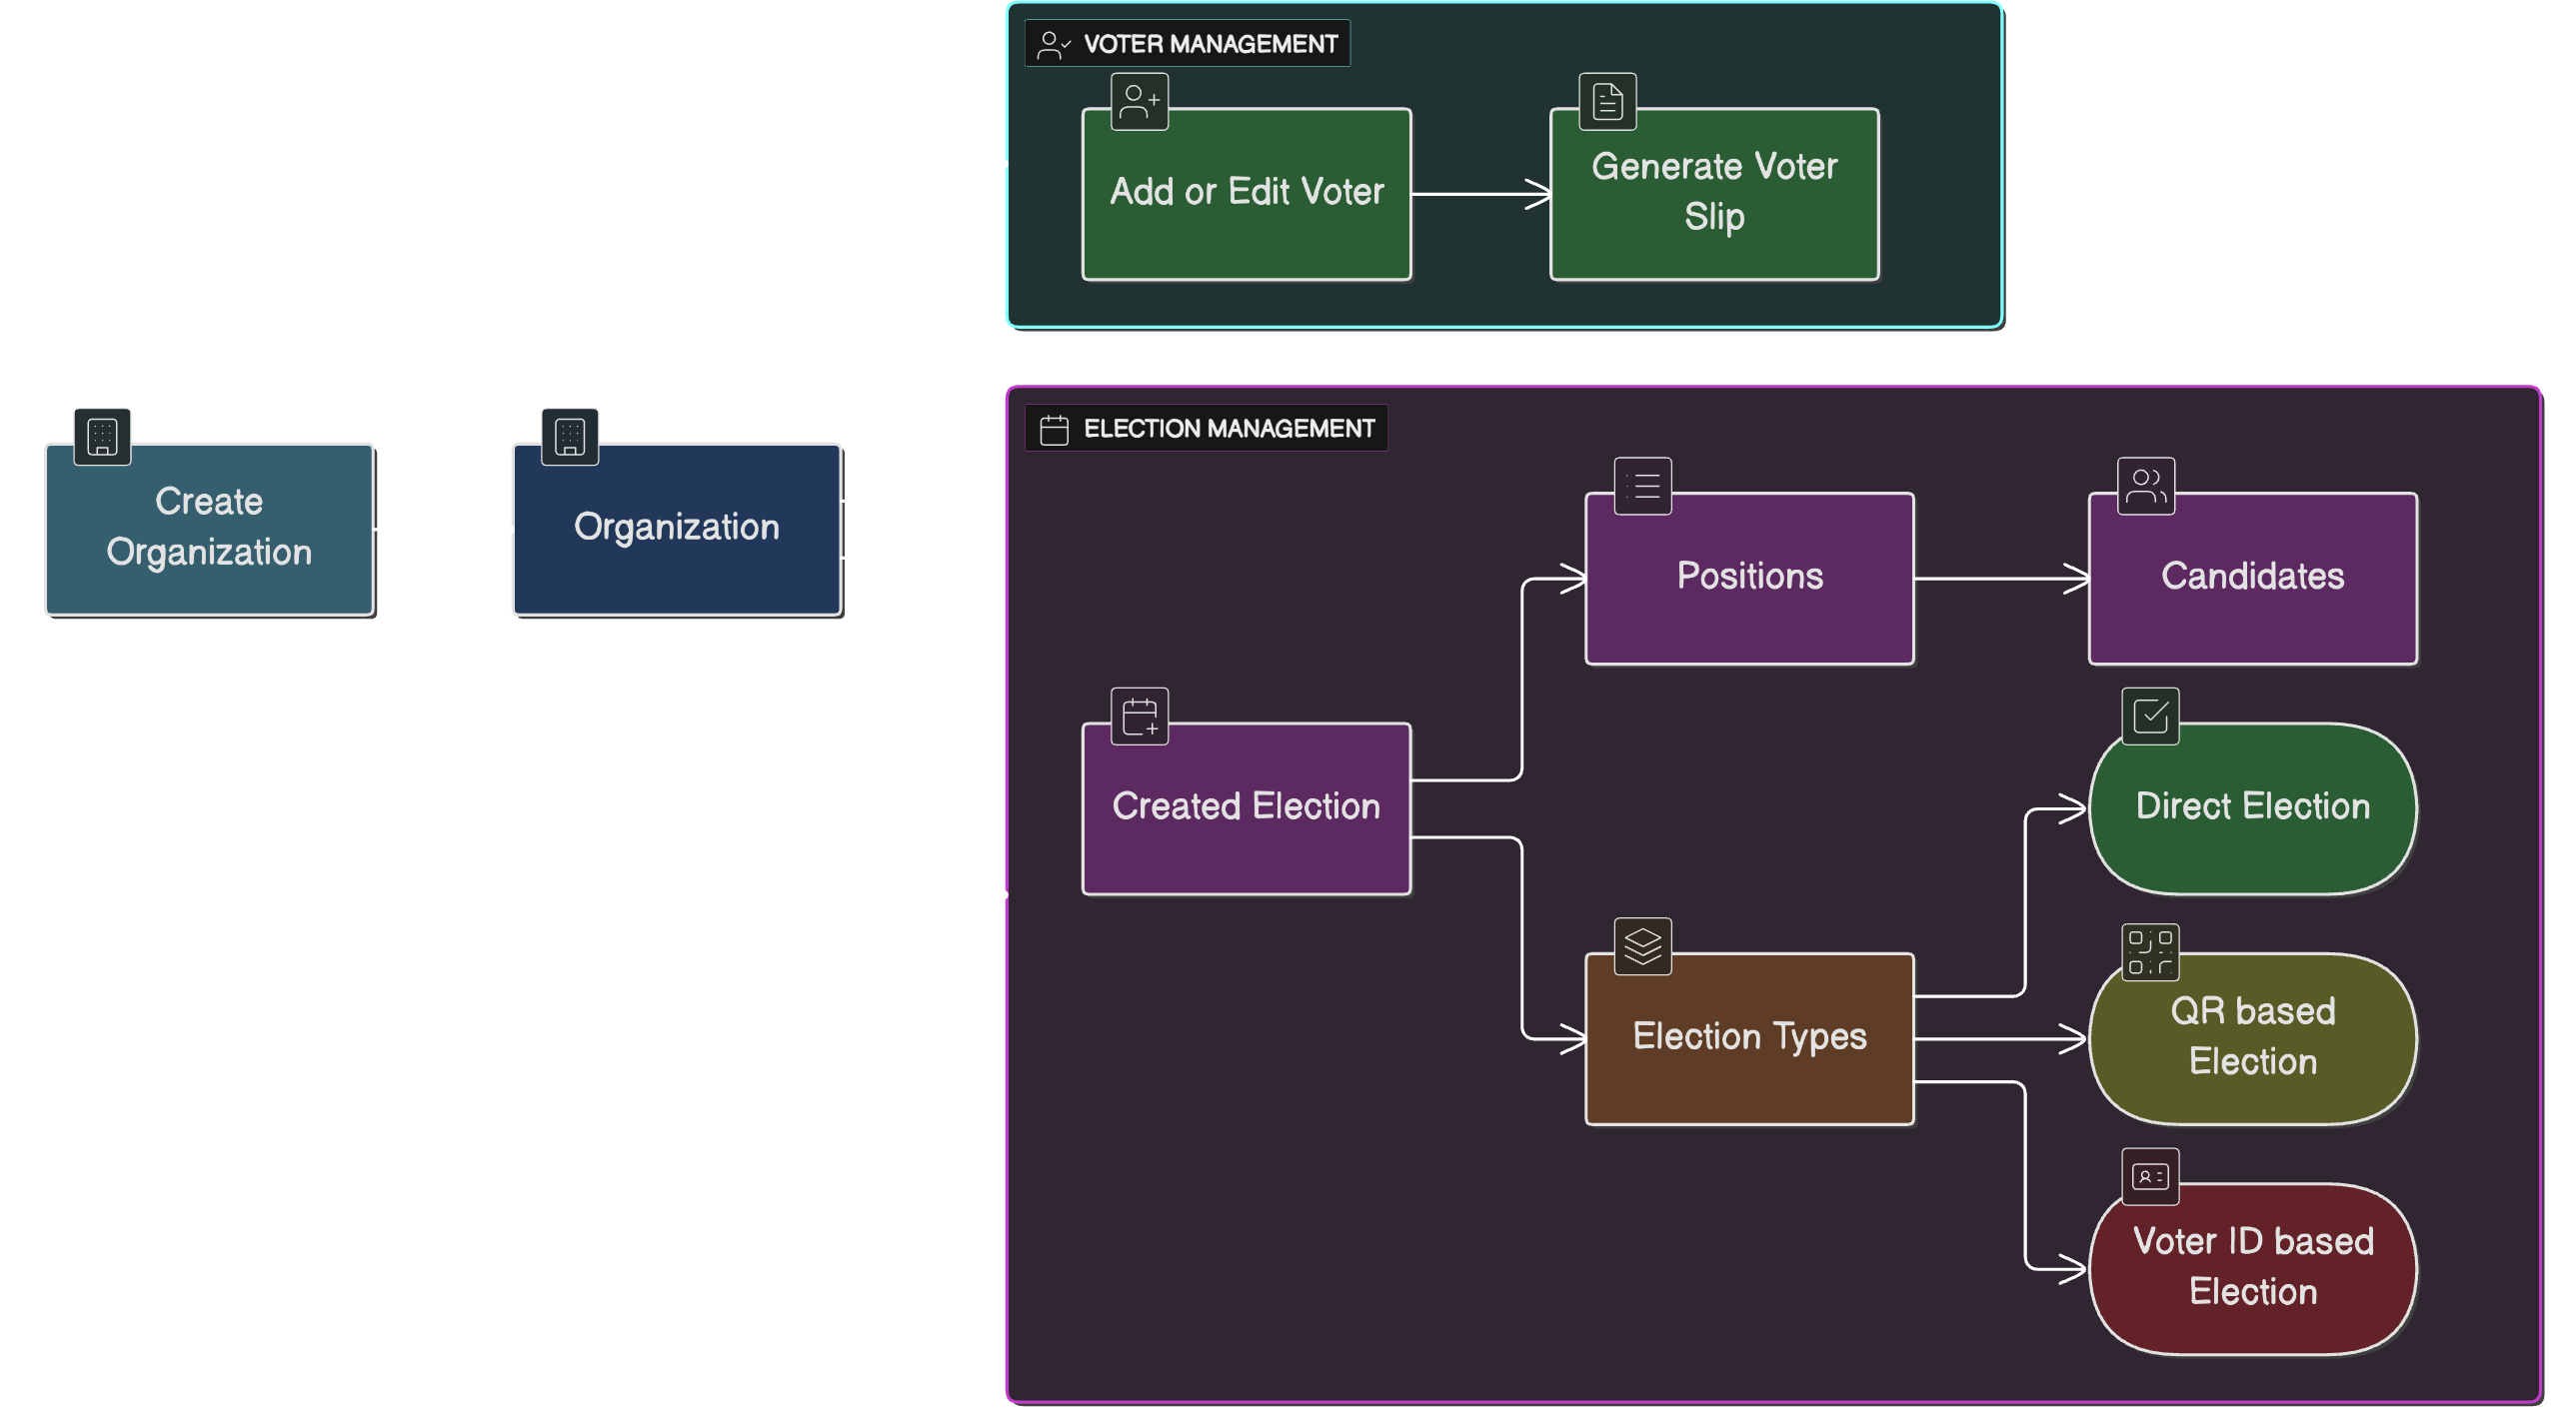 VOTER MANAGEMENT
Add or Edit Voter
Generate Voter
Slip
Create
Organization
Organization
ELECTION MANAGEMENT
Positions
Candidates
Created Election
Direct Election
Election Types
QR based
Election
Voter ID based
Election